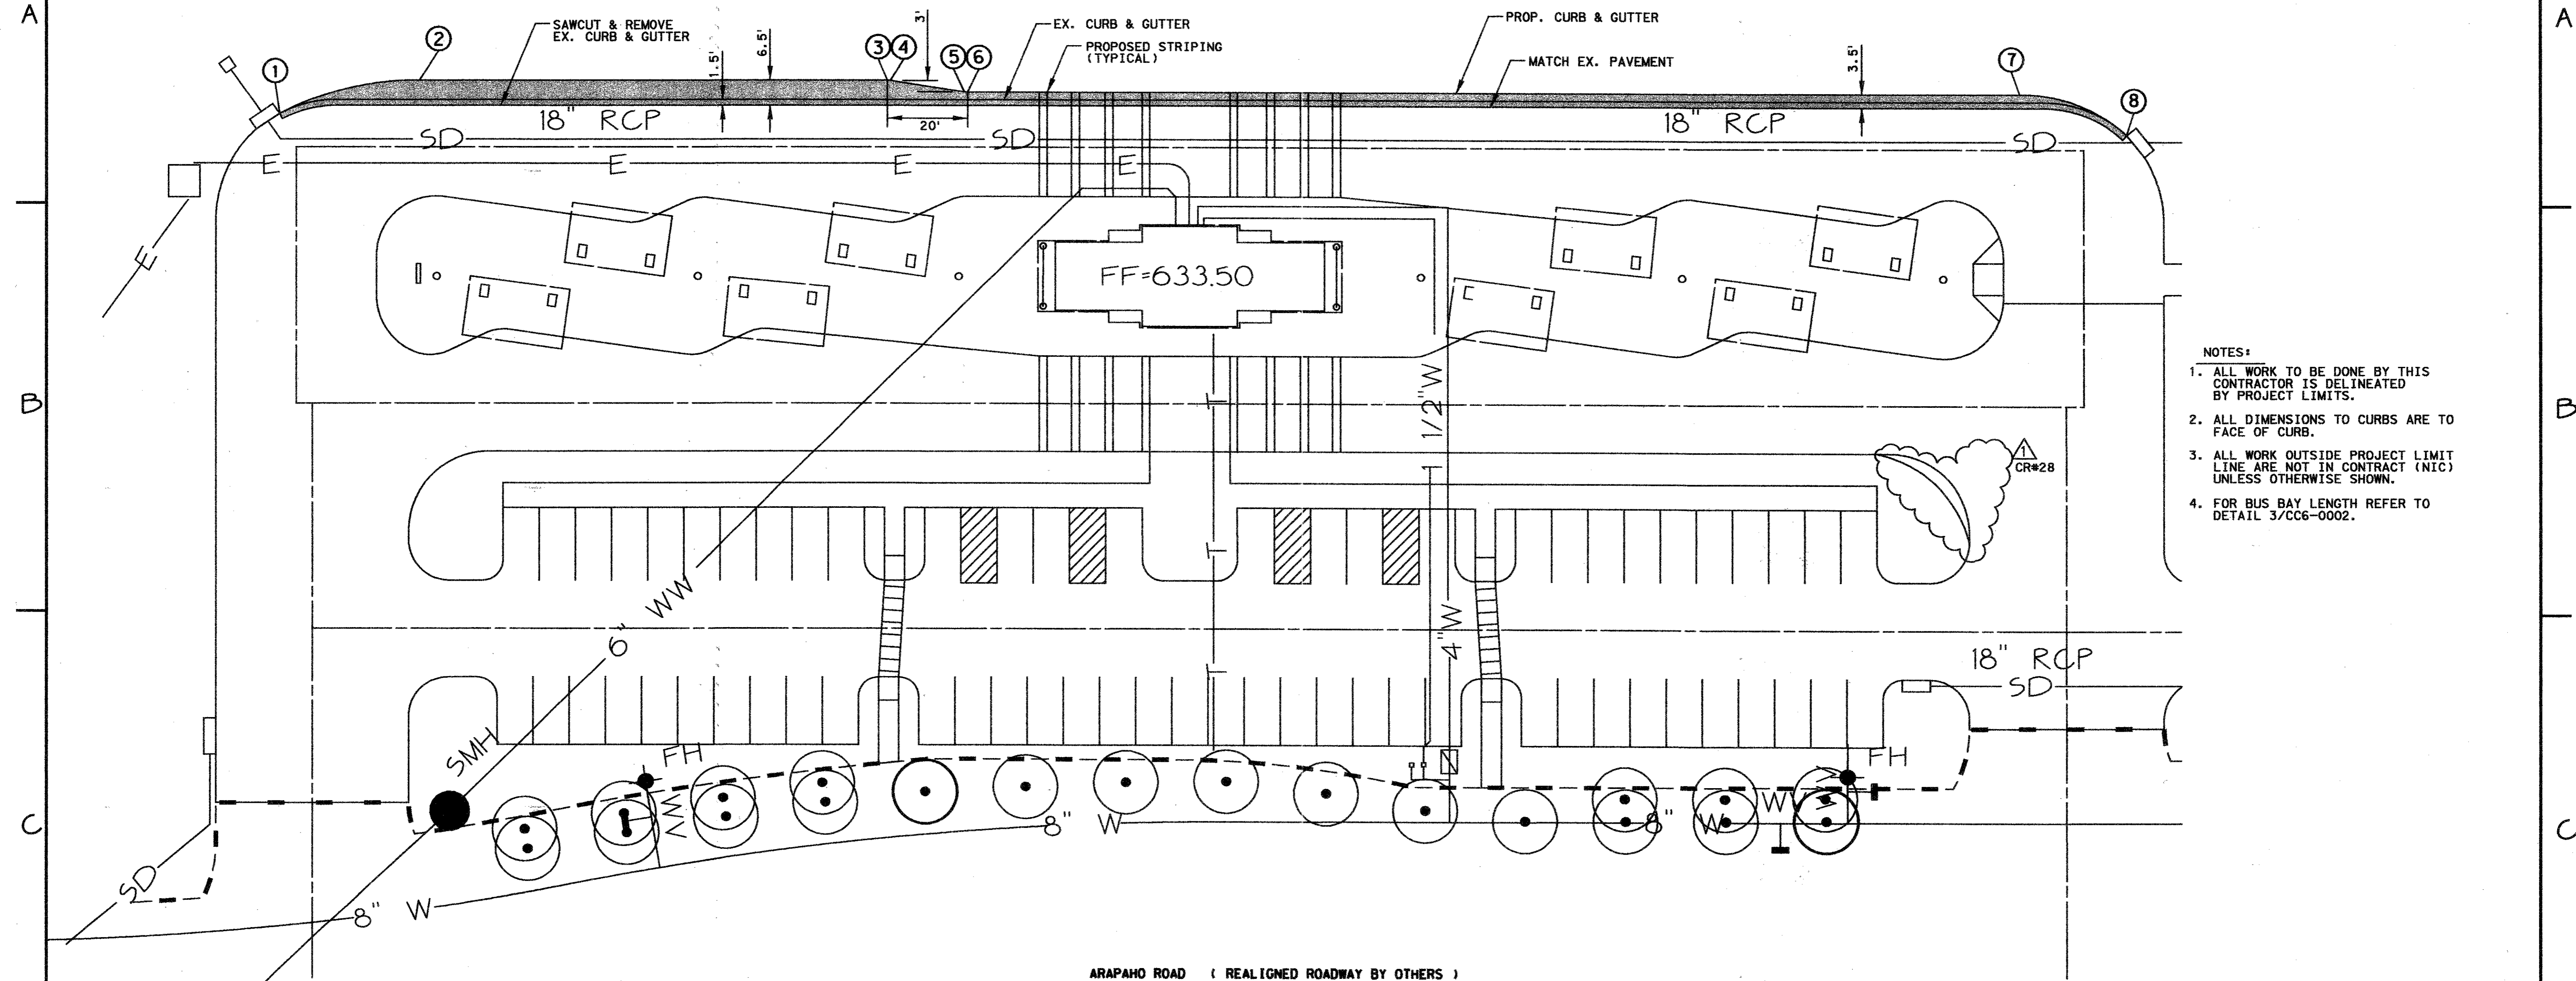 A
A
SAWCUT & REMOVE
EX. CURB & GUTTER
EX. CURB & GUTTER
PROPOSED STRIPING
(TYPICAL)
PROP. CURB & GUTTER
MATCH EX. PAVEMENT
1
2
3
4
5
6
7
8
1.5'
6.5'
3'
20'
3.5'
18" RCP
18" RCP
SD
SD
SD
E
E
E
E
E
FF=633.50
B
B
NOTES:
1. ALL WORK TO BE DONE BY THIS
CONTRACTOR IS DELINEATED
BY PROJECT LIMITS.
2. ALL DIMENSIONS TO CURBS ARE TO
FACE OF CURB.
3. ALL WORK OUTSIDE PROJECT LIMIT
LINE ARE NOT IN CONTRACT (NIC)
UNLESS OTHERWISE SHOWN.
4. FOR BUS BAY LENGTH REFER TO
DETAIL 3/CC6-0002.
1
CR#28
T
T
T
1 1/2"W
4"W
6" WW
18" RCP
SD
SMH
FH
FH
W
W
8" W
8" W
W
8" W
SD
C
C
ARAPAHO ROAD ( REALIGNED ROADWAY BY OTHERS )